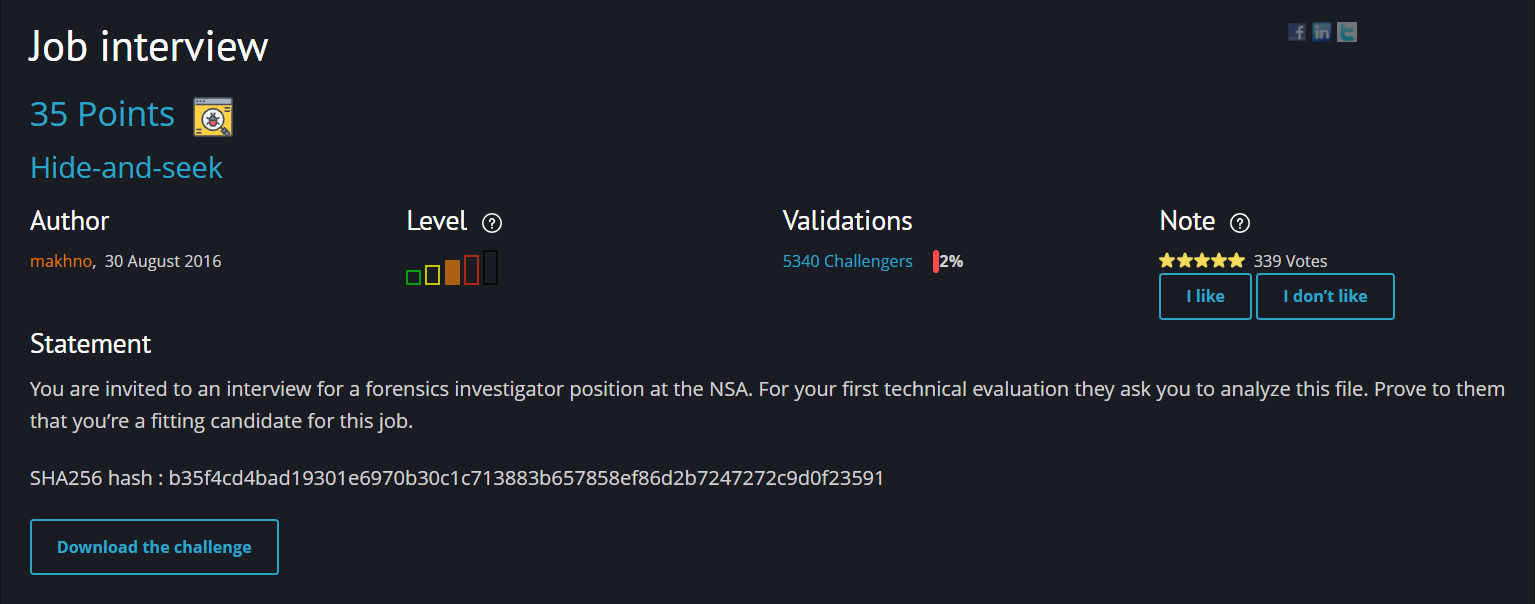 Job interview
35 Points
Hide-and-seek
Author Level ? Validations Note ?
makhno, 30 August 2016 5340 Challengers 2% 339 Votes
I like I don't like
Statement
You are invited to an interview for a forensics investigator position at the NSA. For your first technical evaluation they ask you to analyze this file. Prove to them
that you're a fitting candidate for this job.
SHA256 hash : b35f4cd4bad19301e6970b30c1c713883b657858ef86d2b7247272c9d0f23591
Download the challenge